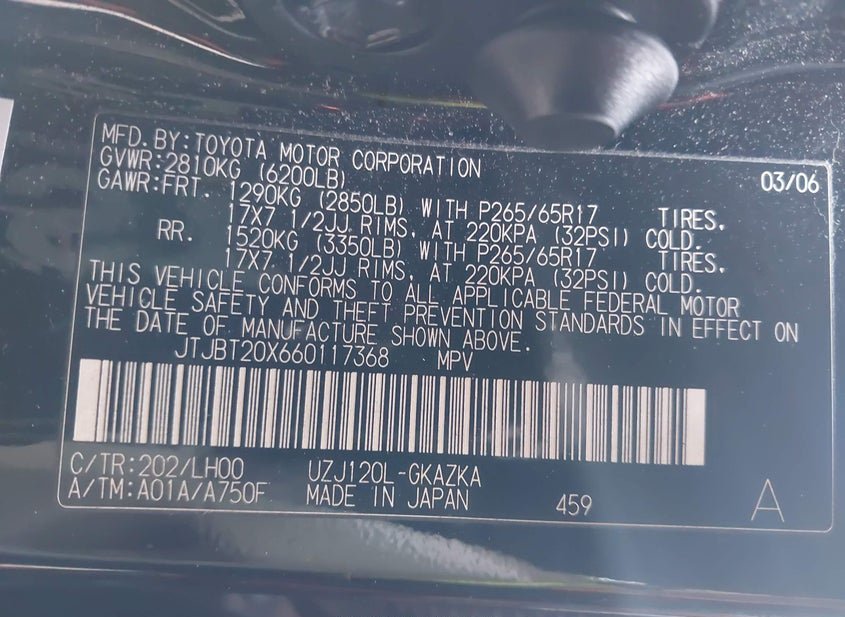 MFD. BY: TOYOTA MOTOR CORPORATION 03/06
GVWR: 2810KG (6200LB)
GAWR: FRT. 1290KG (2850LB) WITH P265/65R17 TIRES,
17X7 1/2JJ RIMS, AT 220KPA (32PSI) COLD.
RR. 1520KG (3350LB) WITH P265/65R17 TIRES,
17X7 1/2JJ RIMS, AT 220KPA (32PSI) COLD.
THIS VEHICLE CONFORMS TO ALL APPLICABLE FEDERAL MOTOR
VEHICLE SAFETY AND THEFT PREVENTION STANDARDS IN EFFECT ON
THE DATE OF MANUFACTURE SHOWN ABOVE.
JTJBT20X660117368 MPV
C/TR: 202/LH00 UZJ120L-GKAZKA
A/TM: A01A/A750F MADE IN JAPAN 459 A